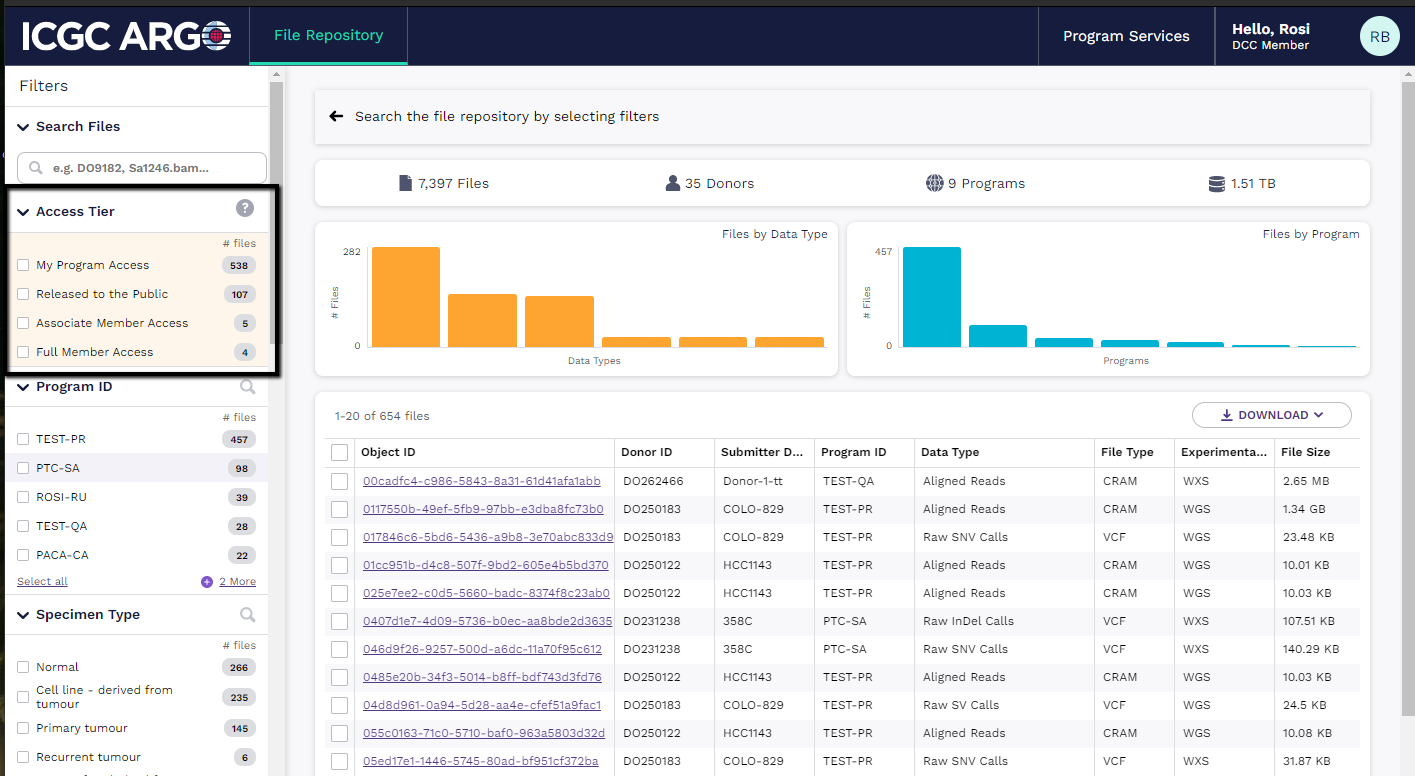 ICGC ARGO
File Repository
Program Services
Hello, Rosi
DCC Member
RB
Filters
Search Files
e.g. DO9182, Sa1246.bam...
Access Tier
?
# files
My Program Access 538
Released to the Public 107
Associate Member Access 5
Full Member Access 4
Program ID
# files
TEST-PR 457
PTC-SA 98
ROSI-RU 39
TEST-QA 28
PACA-CA 22
Select all
2 More
Specimen Type
# files
Normal 266
Cell line - derived from
tumour 235
Primary tumour 145
Recurrent tumour 6
Search the file repository by selecting filters
7,397 Files
35 Donors
9 Programs
1.51 TB
Files by Data Type
282
# Files
0
Data Types
Files by Program
457
# Files
0
Programs
1-20 of 654 files
DOWNLOAD
Object ID Donor ID Submitter D... Program ID Data Type File Type Experimenta... File Size
00cadfc4-c986-5843-8a31-61d41afa1abb DO262466 Donor-1-tt TEST-QA Aligned Reads CRAM WXS 2.65 MB
0117550b-49ef-5fb9-97bb-e3dba8fc73b0 DO250183 COLO-829 TEST-PR Aligned Reads CRAM WGS 1.34 GB
017846c6-5bd6-5436-a9b8-3e70abc833d9 DO250183 COLO-829 TEST-PR Raw SNV Calls VCF WGS 23.48 KB
01cc951b-d4c8-507f-9bd2-605e4b5bd370 DO250122 HCC1143 TEST-PR Aligned Reads CRAM WGS 10.01 KB
025e7ee2-c0d5-5660-badc-8374f8c23ab0 DO250122 HCC1143 TEST-PR Aligned Reads CRAM WGS 10.03 KB
0407d1e7-4d09-5736-b0ec-aa8bde2d3635 DO231238 358C PTC-SA Raw InDel Calls VCF WXS 107.51 KB
046d9f26-9257-500d-a6dc-11a70f95c612 DO231238 358C PTC-SA Raw SNV Calls VCF WXS 140.29 KB
0485e20b-34f3-5014-b8ff-bdf743d3fd76 DO250122 HCC1143 TEST-PR Aligned Reads CRAM WGS 10.03 KB
04d8d961-0a94-5d28-aa4e-cfef51a9fac1 DO250183 COLO-829 TEST-PR Raw SV Calls VCF WGS 24.5 KB
055c0163-71c0-5710-baf0-963a5803d32d DO250122 HCC1143 TEST-PR Aligned Reads CRAM WGS 10.08 KB
05ed17e1-1446-5745-80ad-bf951cf372ba DO250183 COLO-829 TEST-PR Raw SNV Calls VCF WXS 31.87 KB